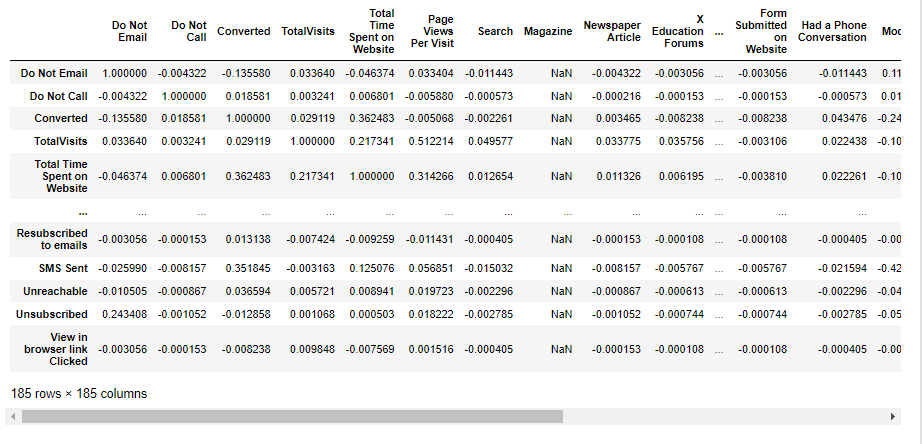 Do Not Email Do Not Call Converted TotalVisits Total Time Spent on Website Page Views Per Visit Search Magazine Newspaper Article X Education Forums ... Form Submitted on Website Had a Phone Conversation Moc
Do Not Email 1.000000 -0.004322 -0.135580 0.033640 -0.046374 0.033404 -0.011443 NaN -0.004322 -0.003056 ... -0.003056 -0.011443 0.11
Do Not Call -0.004322 1.000000 0.018581 0.003241 0.006801 -0.005880 -0.000573 NaN -0.000216 -0.000153 ... -0.000153 -0.000573 0.01
Converted -0.135580 0.018581 1.000000 0.029119 0.362483 -0.005068 -0.002261 NaN 0.003465 -0.008238 ... -0.008238 0.043476 -0.24
TotalVisits 0.033640 0.003241 0.029119 1.000000 0.217341 0.512214 0.049577 NaN 0.033775 0.035756 ... -0.003106 0.022438 -0.10
Total Time Spent on Website -0.046374 0.006801 0.362483 0.217341 1.000000 0.314266 0.012654 NaN 0.011326 0.006195 ... -0.003810 0.022261 -0.10
... ... ... ... ... ... ... ... ... ... ... ... ... ...
Resubscribed to emails -0.003056 -0.000153 0.013138 -0.007424 -0.009259 -0.011431 -0.000405 NaN -0.000153 -0.000108 ... -0.000108 -0.000405 -0.00
SMS Sent -0.025990 -0.008157 0.351845 -0.003163 0.125076 0.056851 -0.015032 NaN -0.008157 -0.005767 ... -0.005767 -0.021594 -0.42
Unreachable -0.010505 -0.000867 0.036594 0.005721 0.008941 0.019723 -0.002296 NaN -0.000867 -0.000613 ... -0.000613 -0.002296 -0.04
Unsubscribed 0.243408 -0.001052 -0.012858 0.001068 0.000503 0.018222 -0.002785 NaN -0.001052 -0.000744 ... -0.000744 -0.002785 -0.05
View in browser link Clicked -0.003056 -0.000153 -0.008238 0.009848 -0.007569 0.001516 -0.000405 NaN -0.000153 -0.000108 ... -0.000108 -0.000405 -0.00
185 rows × 185 columns